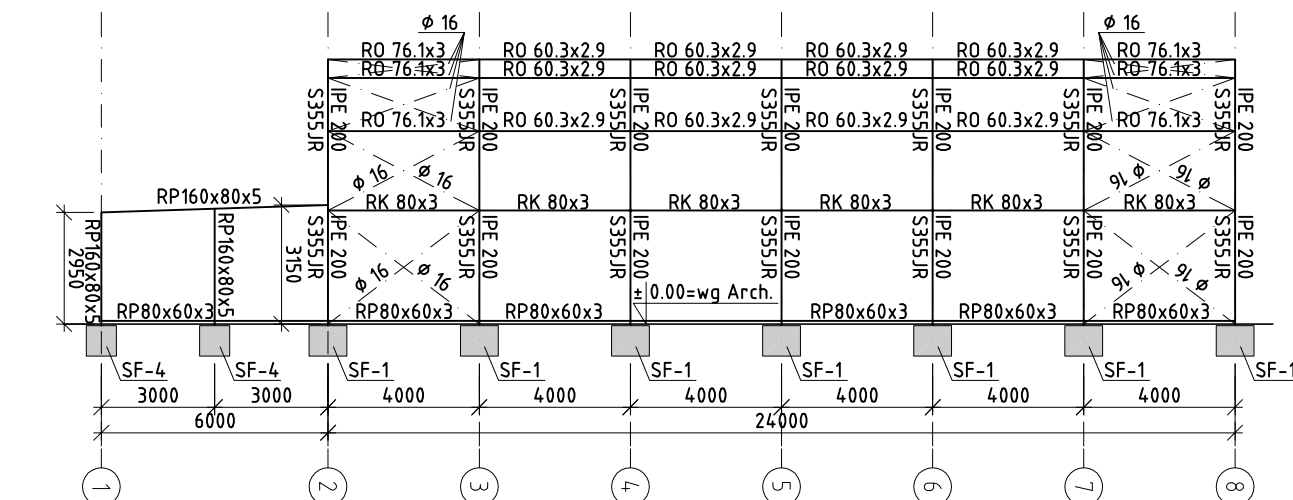 ϕ 16 ϕ 16
RO 76.1x3 RO 60.3x2.9 RO 60.3x2.9 RO 60.3x2.9 RO 60.3x2.9 RO 76.1x3
RO 76.1x3 RO 60.3x2.9 RO 60.3x2.9 RO 60.3x2.9 RO 60.3x2.9 RO 76.1x3
IPE 200 IPE 200 IPE 200 IPE 200 IPE 200 IPE 200 IPE 200
S355JR S355JR S355JR S355JR S355JR S355JR S355JR
RO 76.1x3 RO 60.3x2.9 RO 60.3x2.9 RO 60.3x2.9 RO 60.3x2.9 RO 76.1x3
ϕ 16 ϕ 16 ϕ 16 ϕ 16
RP160x80x5 RK 80x3 RK 80x3 RK 80x3 RK 80x3 RK 80x3 RK 80x3
RP160x80x5 RP160x80x5
2950 3150
IPE 200 IPE 200 IPE 200 IPE 200 IPE 200 IPE 200 IPE 200
S355JR S355JR S355JR S355JR S355JR S355JR S355JR
ϕ 16 ϕ 16 ϕ 16 ϕ 16
± 0.00=wg Arch.
RP80x60x3 RP80x60x3 RP80x60x3 RP80x60x3 RP80x60x3 RP80x60x3
SF-4 SF-4 SF-1 SF-1 SF-1 SF-1 SF-1 SF-1 SF-1
3000 3000 4000 4000 4000 4000 4000 4000
6000 24000
1 2 3 4 5 6 7 8